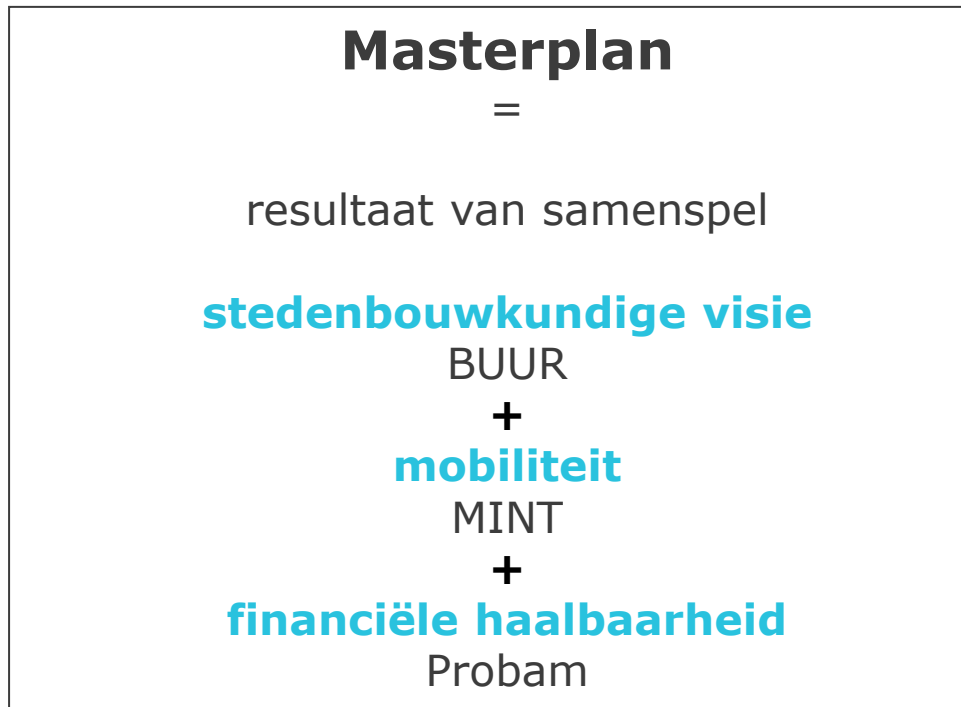 Masterplan
=
resultaat van samenspel
stedenbouwkundige visie
BUUR
+
mobiliteit
MINT
+
financiële haalbaarheid
Probam